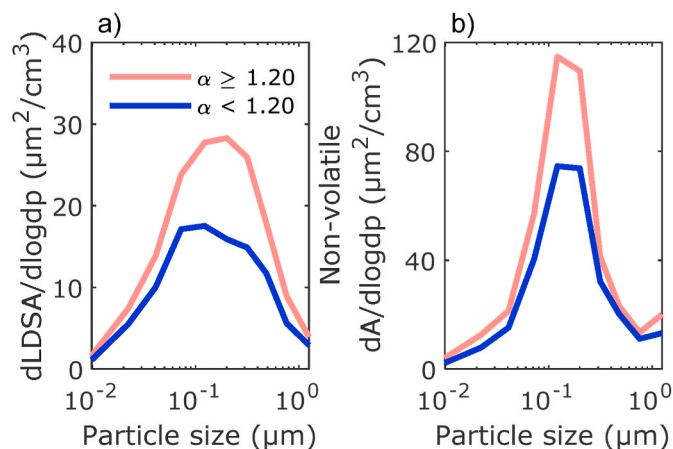 a)
dLDSA/dlogdp (µm²/cm³)
40
30
20
10
0
α ≥ 1.20
α < 1.20
10⁻² 10⁻¹ 10⁰
Particle size (µm)
b)
Non-volatile
dA/dlogdp (µm²/cm³)
120
80
40
0
10⁻² 10⁻¹ 10⁰
Particle size (µm)